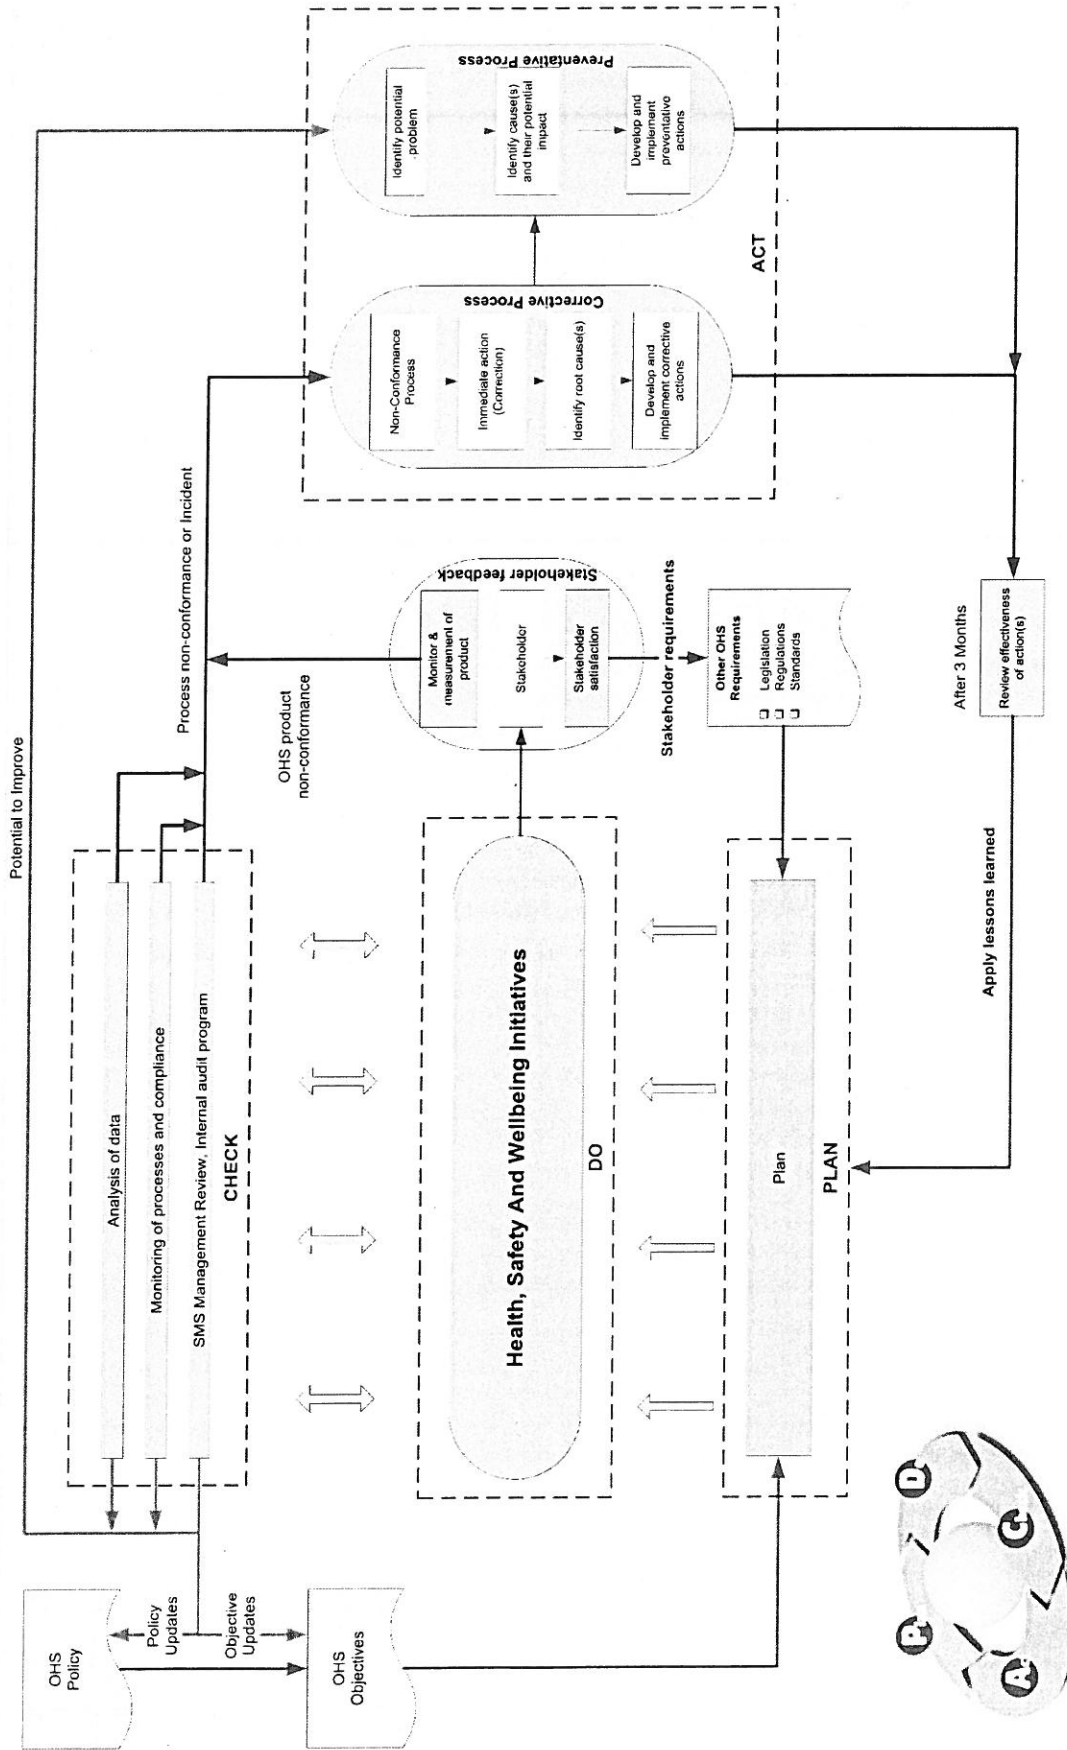 Potential to Improve
OHS
Policy
Policy
Updates
Objective Updates
OHS
Objectives
Analysis of data
Monitoring of processes and compliance
SMS Management Review, Internal audit program
CHECK
Process non-conformance or Incident
OHS product
non-conformance
Health, Safety And Wellbeing Initiatives
DO
Monitor &
measurement of
product
Stakeholder
Stakeholder
satisfaction
Stakeholder feedback
Stakeholder requirements
Other OHS
Requirements
Legislation
Regulations
Standards
Plan
PLAN
Non-Conformance
Process
Immediate action
(Correction)
Identify root cause(s)
Develop and
implement corrective
actions
Corrective Process
Identify potential
problem
Identify cause(s)
and their potential
impact
Develop and
implement
preventative
actions
Preventative Process
ACT
After 3 Months
Review effectiveness
of action(s)
Apply lessons learned
P
D
C
A